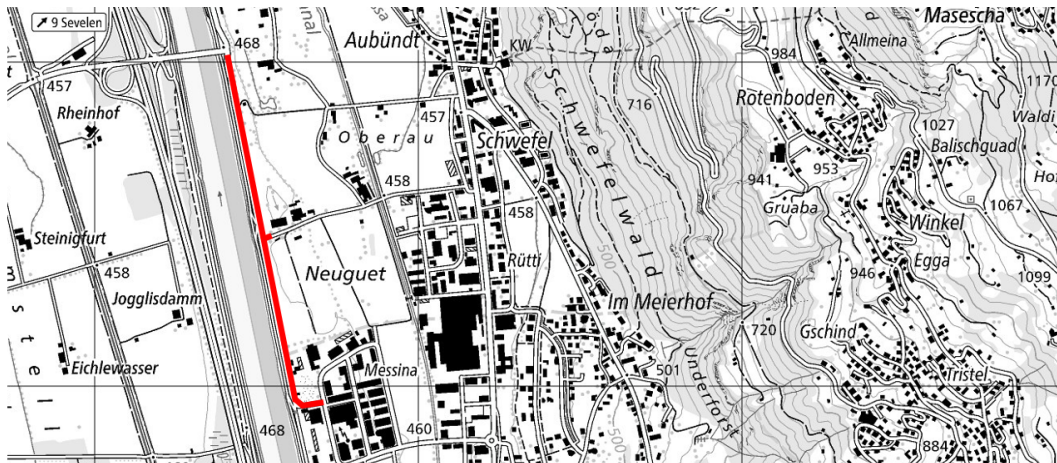 9 Sevelen
468
Aubündt
KW
Schwefelwald
984
Allmeina
Masescha
457
1170
Rheinhof
716
Rotenboden
Waldi
457
Oberau
Schwefel
1027
Balischguad
953
Hof
458
941
458
Gruaba
1067
Winkel
Steinigfurt
500
Rütti
Egga
458
Neuguet
946
1099
Jogglisdamm
Im Meierhof
720
Gschind
Eichlewasser
Messina
501
Underforst
Tristel
468
460
500
884